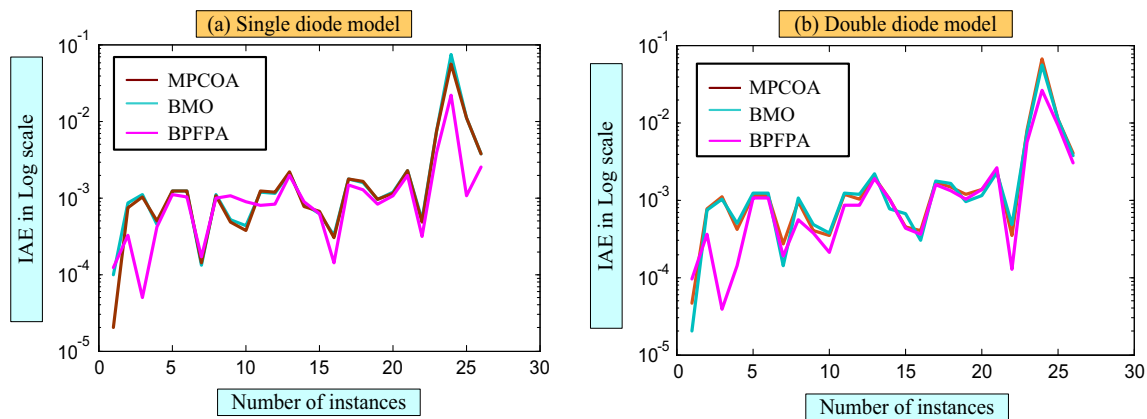 (a) Single diode model
IAE in Log scale
10^-1
10^-2
10^-3
10^-4
10^-5
MPCOA
BMO
BPFPA
0 5 10 15 20 25 30
Number of instances
(b) Double diode model
IAE in Log scale
10^-1
10^-2
10^-3
10^-4
10^-5
MPCOA
BMO
BPFPA
0 5 10 15 20 25 30
Number of instances